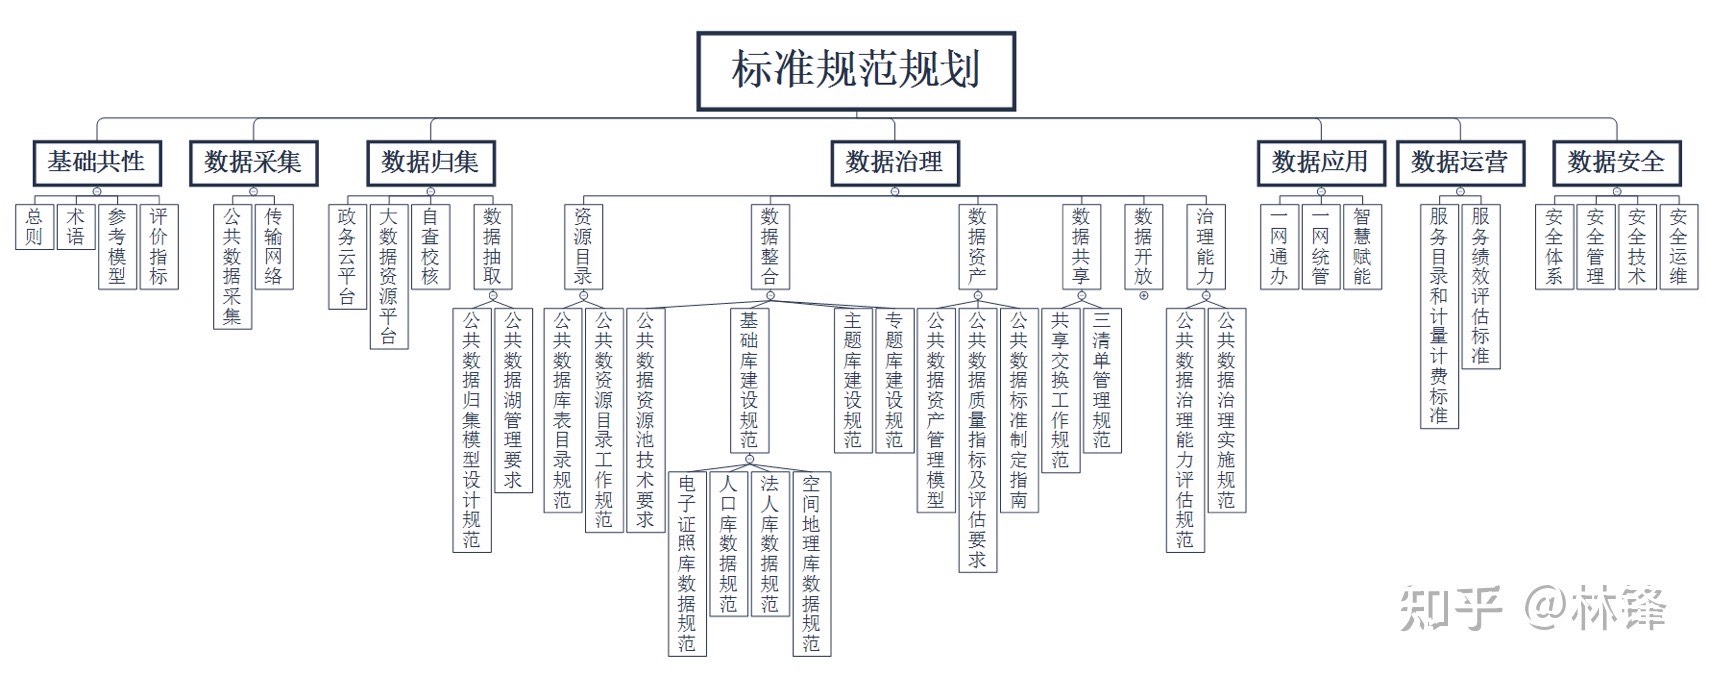 标准规范规划
基础共性
数据采集
数据归集
数据治理
数据应用
数据运营
数据安全
总则
术语
参考模型
评价指标
公共数据采集
传输网络
政务云平台
大数据资源平台
自查校核
数据抽取
资源目录
数据整合
数据资产
数据共享
数据开放
治理能力
一网通办
一网统管
智慧赋能
服务目录和计量计费标准
服务绩效评估标准
安全体系
安全管理
安全技术
安全运维
公共数据归集模型设计规范
公共数据湖管理要求
公共数据库表目录规范
公共数资源目录工作规范
公共数据资源池技术要求
基础库建设规范
主题库建设规范
专题库建设规范
公共数据资产管理模型
公共数据质量指标及评估要求
公共数据标准制定指南
共享交换工作规范
三清单管理规范
公共数据治理能力评估规范
公共数据治理实施规范
电子证照库数据规范
人口库数据规范
法人库数据规范
空间地理库数据规范
知乎 @林锋